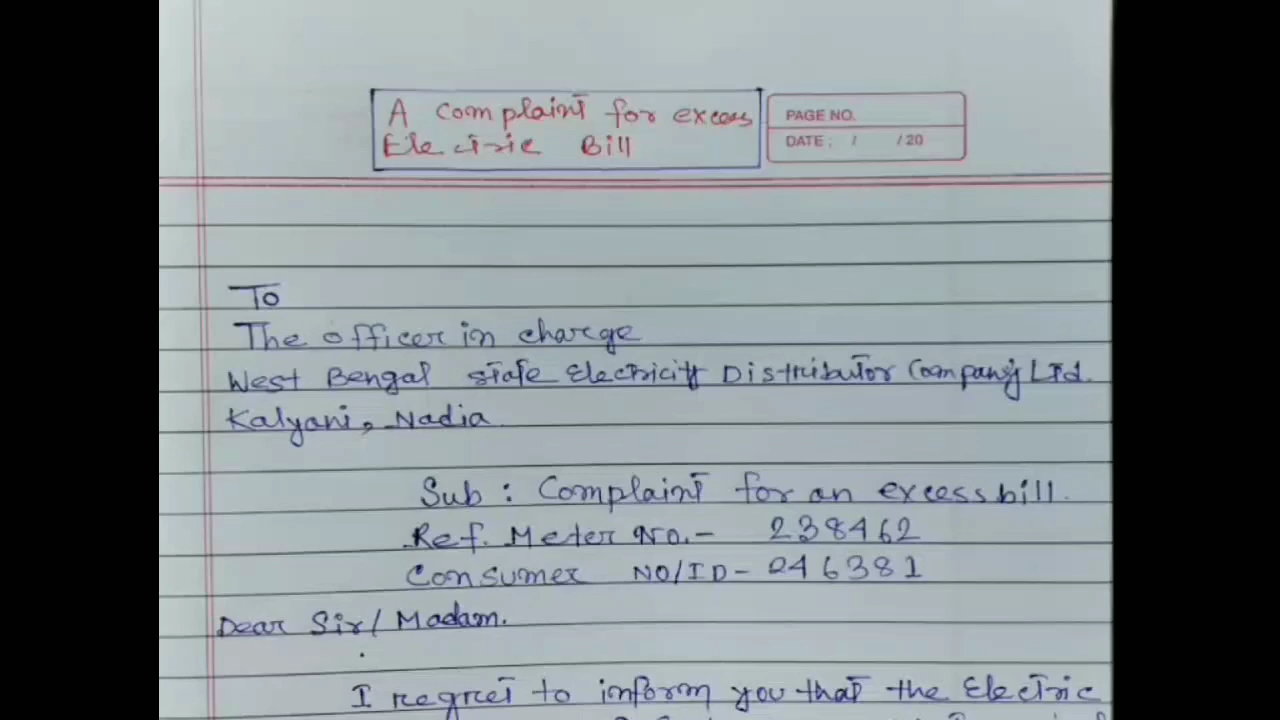 A complaint for excess
Electric Bill
PAGE NO.
DATE : / /20
To
The officer in charge
West Bengal state Electricity Distributor Company Ltd.
Kalyani, Nadia
Sub : Complaint for an excess bill.
Ref. Meter No.- 238462
Consumer NO/ID - 246381
Dear Sir/ Madam.
I regret to inform you that the Electric